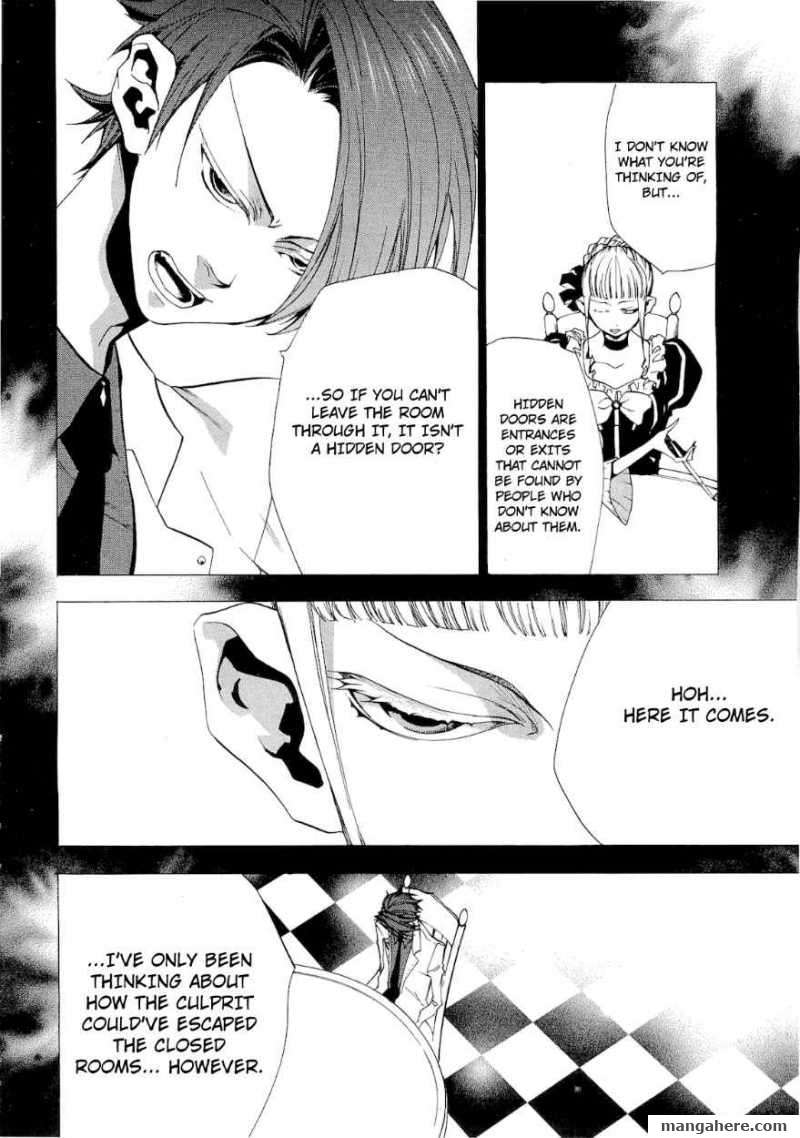 I DON'T KNOW
WHAT YOU'RE
THINKING OF,
BUT...
HIDDEN
DOORS ARE
ENTRANCES
OR EXITS
THAT CANNOT
BE FOUND BY
PEOPLE WHO
DON'T KNOW
ABOUT THEM.
...SO IF YOU CAN'T
LEAVE THE ROOM
THROUGH IT, IT ISN'T
A HIDDEN DOOR?
HOH...
HERE IT COMES.
...I'VE ONLY BEEN
THINKING ABOUT
HOW THE CULPRIT
COULD'VE ESCAPED
THE CLOSED
ROOMS... HOWEVER.
mangahere.com